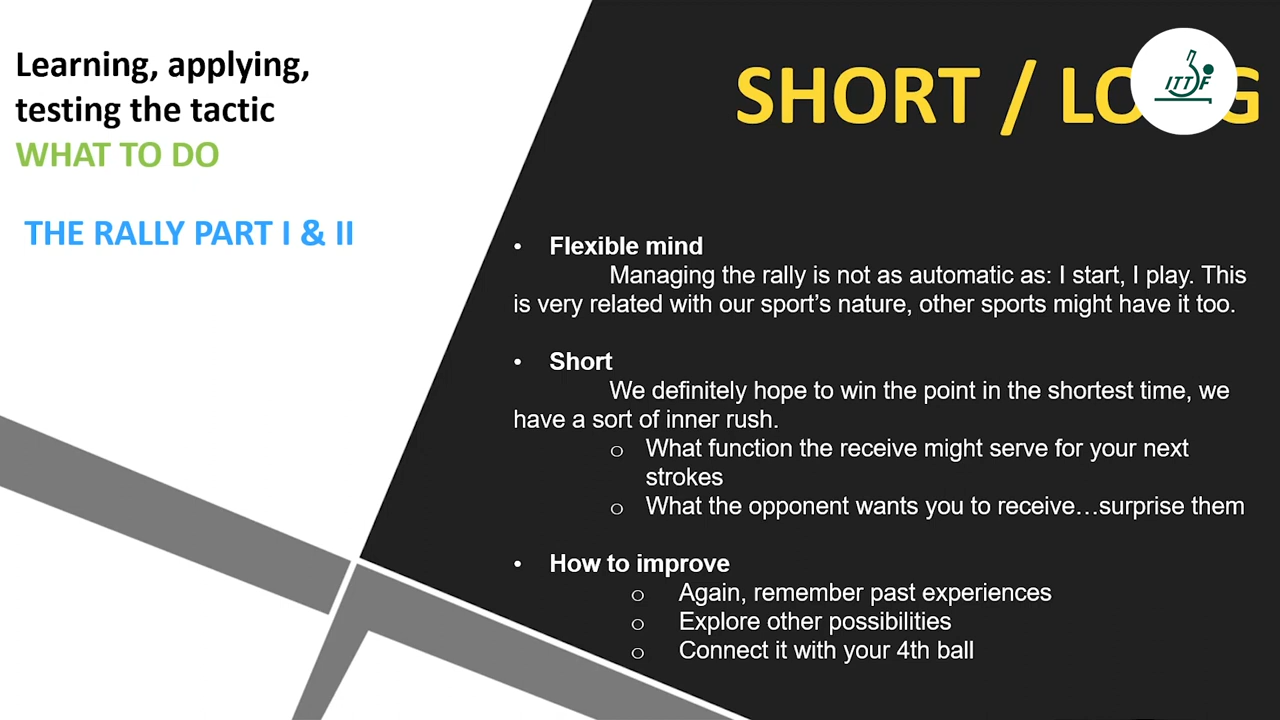 Learning, applying,
testing the tactic
WHAT TO DO
THE RALLY PART I & II
SHORT / LO G
ITTF
• Flexible mind
Managing the rally is not as automatic as: I start, I play. This
is very related with our sport’s nature, other sports might have it too.
• Short
We definitely hope to win the point in the shortest time, we
have a sort of inner rush.
o What function the receive might serve for your next
strokes
o What the opponent wants you to receive…surprise them
• How to improve
o Again, remember past experiences
o Explore other possibilities
o Connect it with your 4th ball